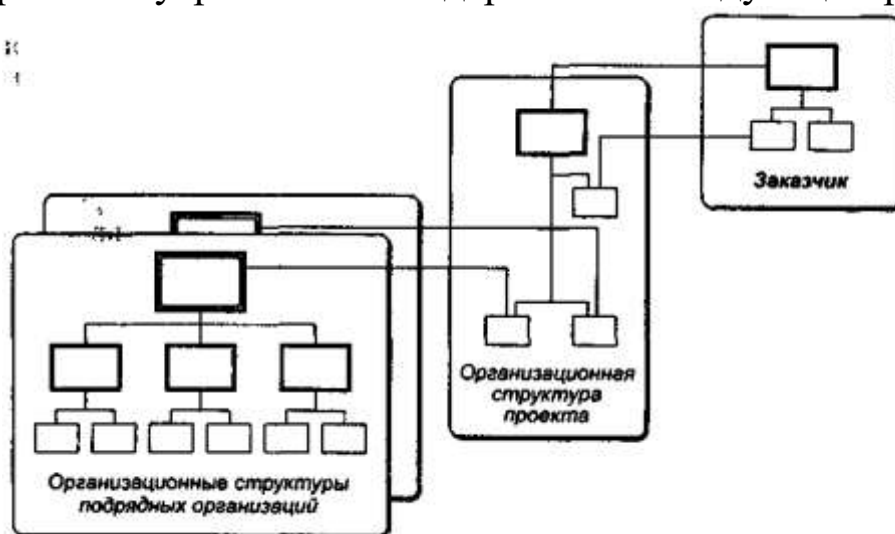 Заказчик
Организационная
структура
проекта
Организационные структуры
подрядных организаций